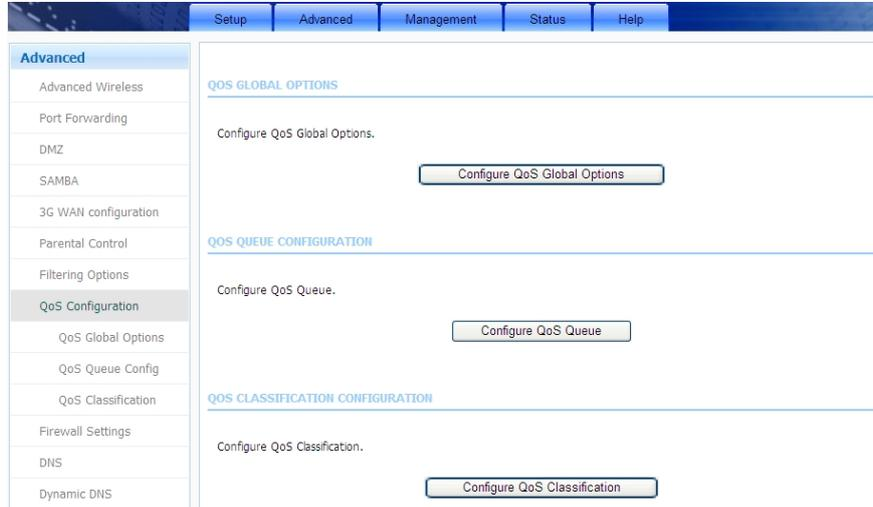 Setup Advanced Management Status Help
Advanced
Advanced Wireless
Port Forwarding
DMZ
SAMBA
3G WAN configuration
Parental Control
Filtering Options
QoS Configuration
QoS Global Options
QoS Queue Config
QoS Classification
Firewall Settings
DNS
Dynamic DNS
QOS GLOBAL OPTIONS
Configure QoS Global Options.
Configure QoS Global Options
QOS QUEUE CONFIGURATION
Configure QoS Queue.
Configure QoS Queue
QOS CLASSIFICATION CONFIGURATION
Configure QoS Classification.
Configure QoS Classification